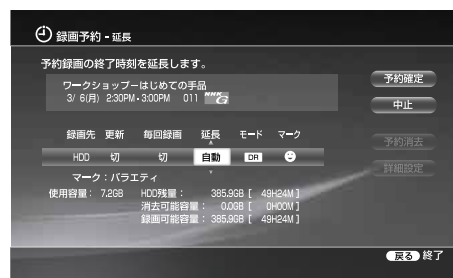 録画予約 - 延長
予約録画の終了時刻を延長します。
ワークショップーはじめての手品
3/ 6(月) 2:30PM - 3:00PM 011 NHK G
予約確定
中止
録画先 更新 毎回録画 延長 モード マーク
予約消去
HDD 切 切 自動 DR
詳細設定
マーク：バラエティ
使用容量： 7.2GB HDD残量： 385.9GB [ 49H24M ]
消去可能容量： 0.0GB [ 0H00M ]
録画可能容量： 385.9GB [ 49H24M ]
戻る 終了